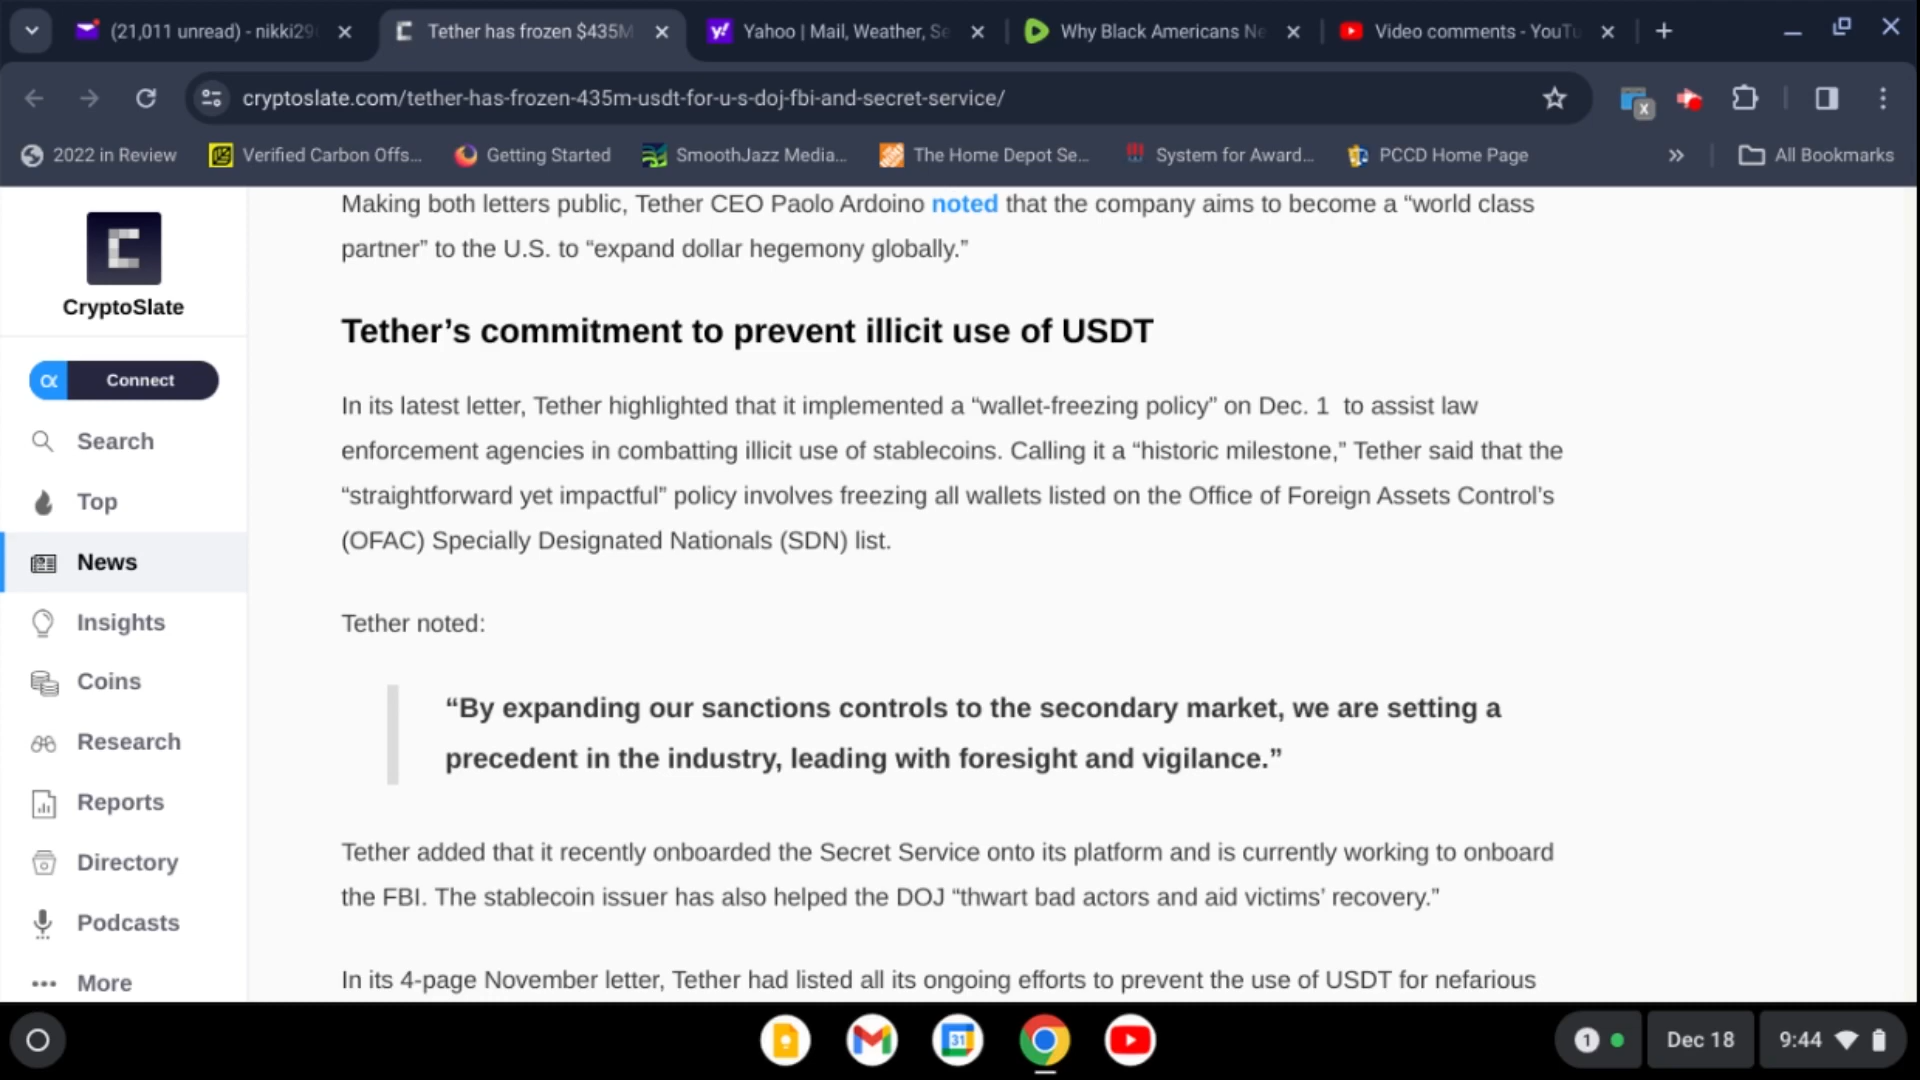 (21,011 unread) - nikki29
Tether has frozen $435M
Yahoo | Mail, Weather, Se
Why Black Americans Ne
Video comments - YouTu
cryptoslate.com/tether-has-frozen-435m-usdt-for-u-s-doj-fbi-and-secret-service/
2022 in Review
Verified Carbon Offs...
Getting Started
SmoothJazz Media...
The Home Depot Se...
System for Award...
PCCD Home Page
All Bookmarks
CryptoSlate
Connect
Search
Top
News
Insights
Coins
Research
Reports
Directory
Podcasts
More
Making both letters public, Tether CEO Paolo Ardoino noted that the company aims to become a “world class
partner” to the U.S. to “expand dollar hegemony globally.”
Tether’s commitment to prevent illicit use of USDT
In its latest letter, Tether highlighted that it implemented a “wallet-freezing policy” on Dec. 1 to assist law
enforcement agencies in combatting illicit use of stablecoins. Calling it a “historic milestone,” Tether said that the
“straightforward yet impactful” policy involves freezing all wallets listed on the Office of Foreign Assets Control’s
(OFAC) Specially Designated Nationals (SDN) list.
Tether noted:
“By expanding our sanctions controls to the secondary market, we are setting a
precedent in the industry, leading with foresight and vigilance.”
Tether added that it recently onboarded the Secret Service onto its platform and is currently working to onboard
the FBI. The stablecoin issuer has also helped the DOJ “thwart bad actors and aid victims’ recovery.”
In its 4-page November letter, Tether had listed all its ongoing efforts to prevent the use of USDT for nefarious
31
1
Dec 18
9:44